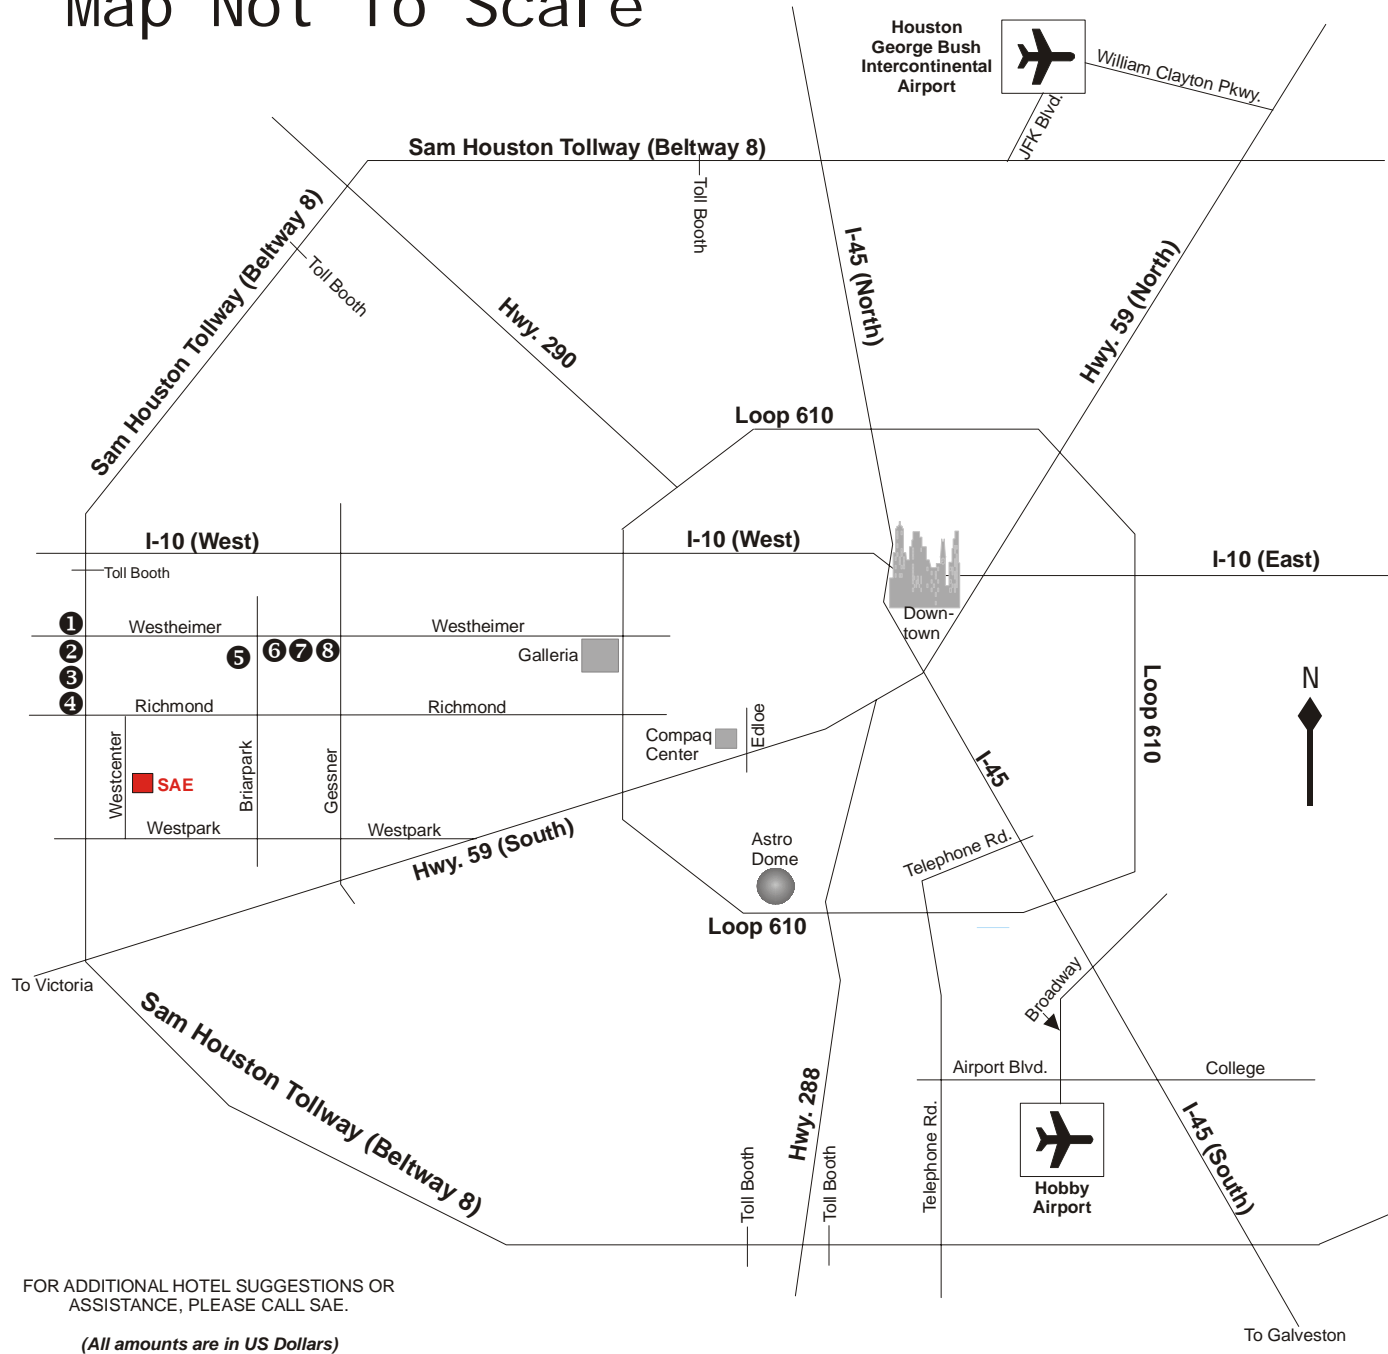 Map Not To Scale
Houston
George Bush
Intercontinental
Airport
William Clayton Pkwy.
JFK Blvd.
Sam Houston Tollway (Beltway 8)
Toll Booth
Sam Houston Tollway (Beltway 8)
Toll Booth
I-45 (North)
Hwy. 59 (North)
Hwy. 290
Loop 610
I-10 (West)
I-10 (West)
I-10 (East)
Toll Booth
1
Westheimer
Westheimer
Down-
town
2
5
6 7 8
Galleria
3
4
Richmond
Richmond
Loop 610
N
Westcenter
SAE
Briarpark
Gessner
Compaq
Center
Edloe
I-45
Westpark
Westpark
Hwy. 59 (South)
Astro
Dome
Telephone Rd.
Loop 610
To Victoria
Broadway
Sam Houston Tollway (Beltway 8)
Hwy. 288
Airport Blvd.
College
Toll Booth
Toll Booth
Telephone Rd.
I-45 (South)
Hobby
Airport
FOR ADDITIONAL HOTEL SUGGESTIONS OR
ASSISTANCE, PLEASE CALL SAE.
(All amounts are in US Dollars)
To Galveston